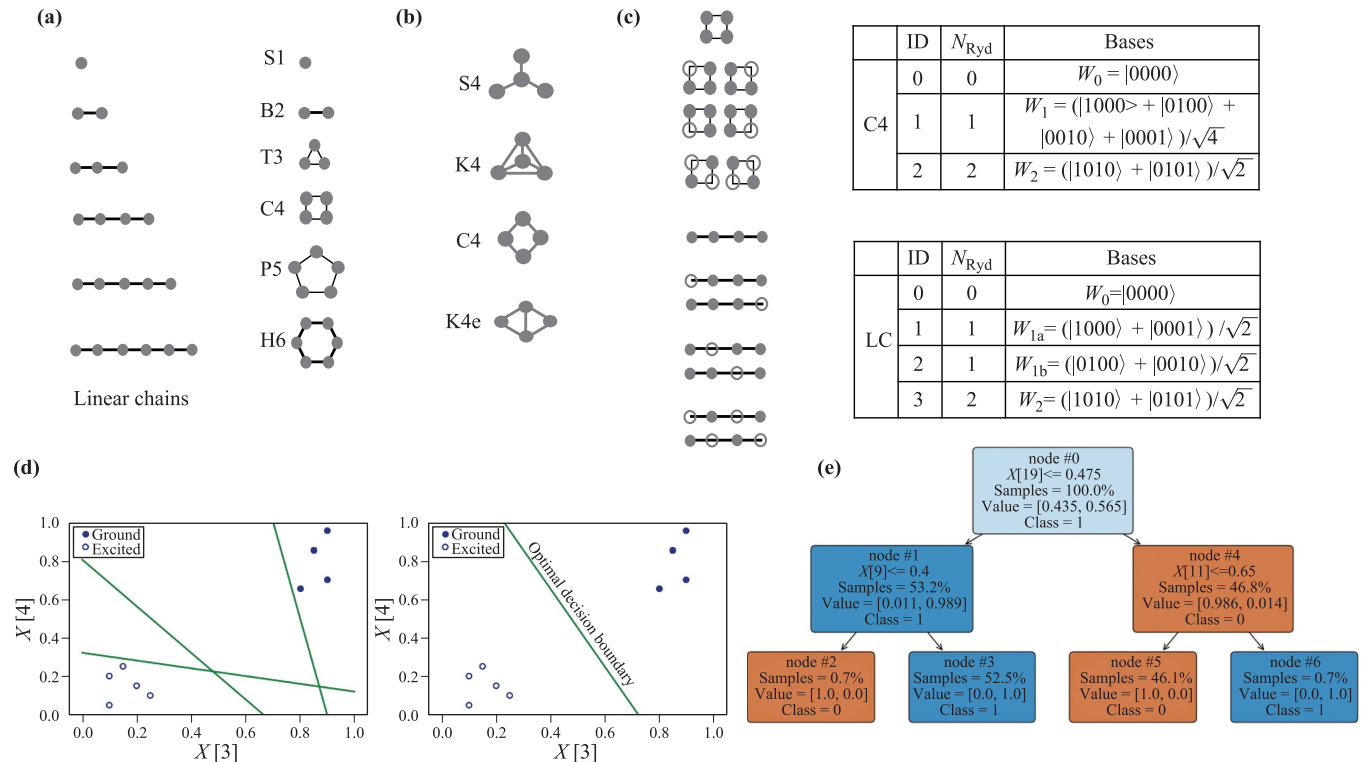 (a)
S1
B2
T3
C4
P5
H6
Linear chains
(b)
S4
K4
C4
K4e
(c)
ID N_Ryd Bases
C4
0 0 W_0 = |0000⟩
1 1 W_1 = (|1000> + |0100⟩ +
|0010⟩ + |0001⟩)/√4
2 2 W_2 = (|1010⟩ + |0101⟩)/√2
ID N_Ryd Bases
LC
0 0 W_0=|0000⟩
1 1 W_1a= (|1000⟩ + |0001⟩) /√2
2 1 W_1b= (|0100⟩ + |0010⟩)/√2
3 2 W_2= (|1010⟩ + |0101⟩)/√2
(d)
Ground
Excited
1.0
0.8
0.6
0.4
0.2
0.0
X [4]
0.0 0.2 0.4 0.6 0.8 1.0
X [3]
Ground
Excited
Optimal decision boundary
1.0
0.8
0.6
0.4
0.2
0.0
X [4]
0.0 0.2 0.4 0.6 0.8 1.0
X [3]
(e)
node #0
X[19]<= 0.475
Samples = 100.0%
Value = [0.435, 0.565]
Class = 1
node #1
X[9]<= 0.4
Samples = 53.2%
Value = [0.011, 0.989]
Class = 1
node #4
X[11]<=0.65
Samples = 46.8%
Value = [0.986, 0.014]
Class = 0
node #2
Samples = 0.7%
Value = [1.0, 0.0]
Class = 0
node #3
Samples = 52.5%
Value = [0.0, 1.0]
Class = 1
node #5
Samples = 46.1%
Value = [1.0, 0.0]
Class = 0
node #6
Samples = 0.7%
Value = [0.0, 1.0]
Class = 1